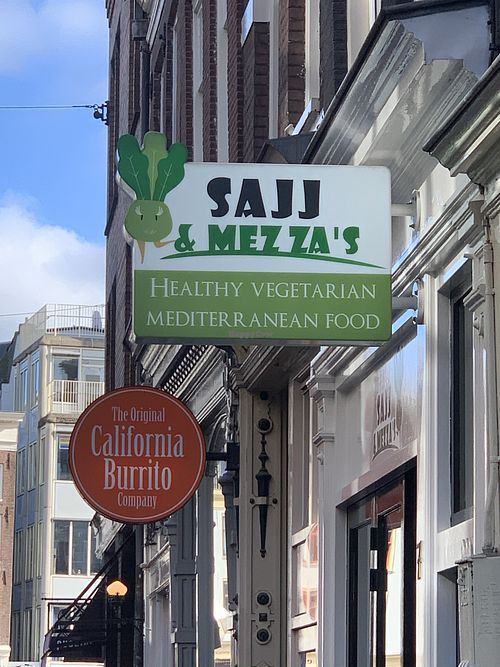 SAJJ
& MEZZA'S
HEALTHY VEGETARIAN
MEDITERRANEAN FOOD
The Original
California
Burrito
Company